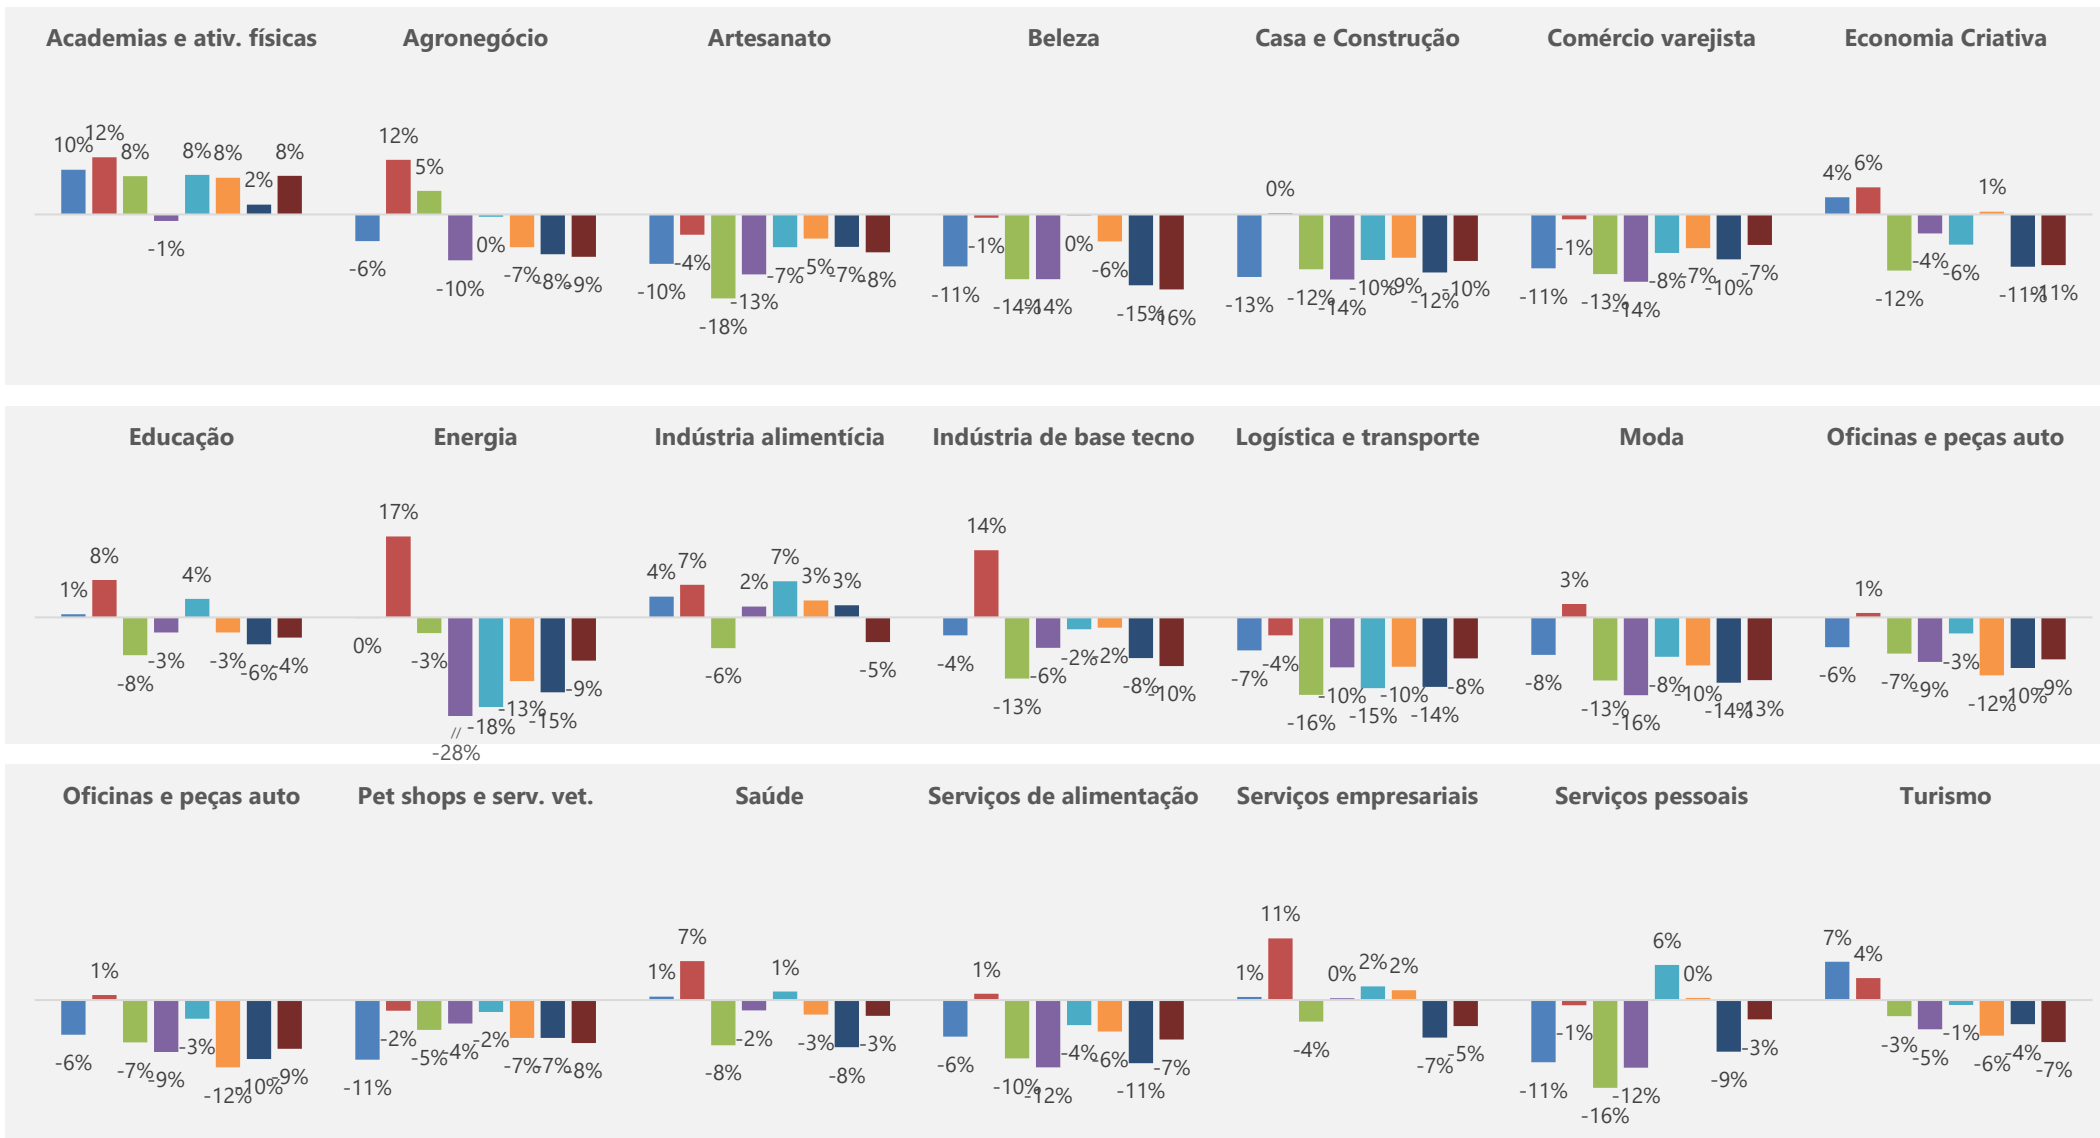 Academias e ativ. físicas
10% 12% 8% -1% 8% 8% 2% 8%
Agronegócio
-6% 12% 5% -10% 0% -7% -8% -9%
Artesanato
-10% -4% -18% -13% -7% -5% -7% -8%
Beleza
-11% -1% -14% -14% 0% -6% -15% -16%
Casa e Construção
-13% 0% -12% -14% -10% -9% -12% -10%
Comércio varejista
-11% -1% -13% -14% -8% -7% -10% -7%
Economia Criativa
4% 6% -12% -4% -6% 1% -11% -11%
Educação
1% 8% -8% -3% 4% -3% -6% -4%
Energia
0% 17% -3% // -28% -18% -13% -15% -9%
Indústria alimentícia
4% 7% -6% 2% 7% 3% 3% -5%
Indústria de base tecno
-4% 14% -13% -6% -2% -2% -8% -10%
Logística e transporte
-7% -4% -16% -10% -15% -10% -14% -8%
Moda
-8% 3% -13% -16% -8% -10% -14% -13%
Oficinas e peças auto
-6% 1% -7% -9% -3% -12% -10% -9%
Oficinas e peças auto
-6% 1% -7% -9% -3% -12% -10% -9%
Pet shops e serv. vet.
-11% -2% -5% -4% -2% -7% -7% -8%
Saúde
1% 7% -8% -2% 1% -3% -8% -3%
Serviços de alimentação
-6% 1% -10% -12% -4% -6% -11% -7%
Serviços empresariais
1% 11% -4% 0% 2% 2% -7% -5%
Serviços pessoais
-11% -1% -16% -12% 6% 0% -9% -3%
Turismo
7% 4% -3% -5% -1% -6% -4% -7%